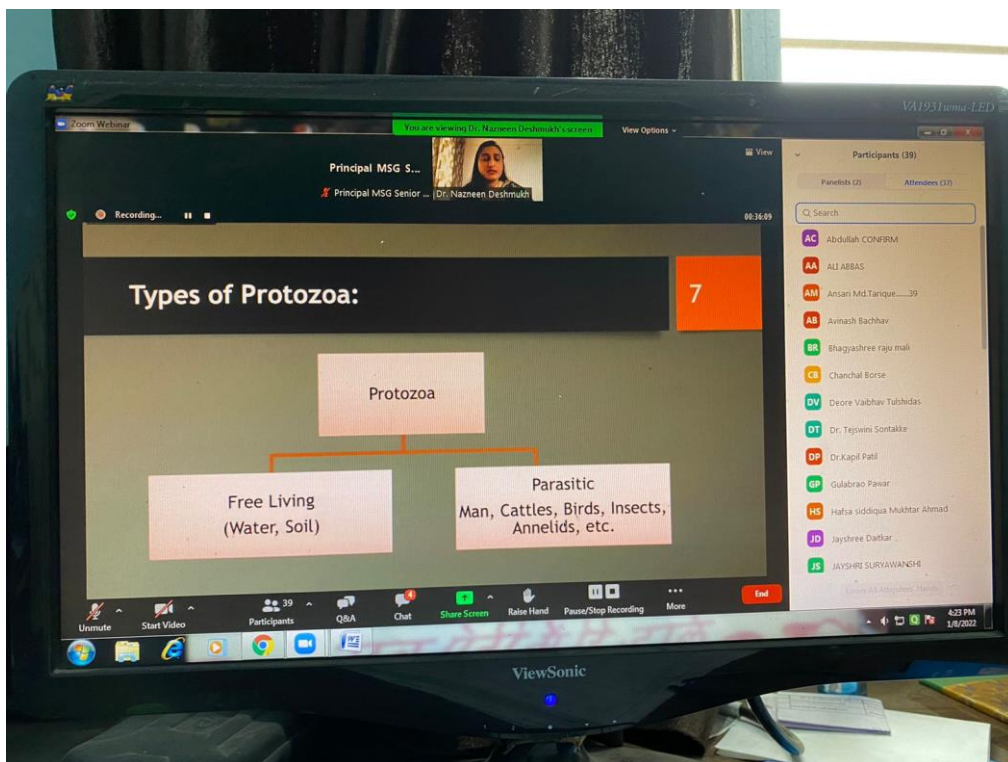 VA1931wma-LED
Zoom Webinar
You are viewing Dr. Nazneen Deshmukh's screen
View Options
Principal MSG S...
Principal MSG Senior ...
Dr. Nazneen Deshmukh
View
Recording...
00:36:09
Types of Protozoa:
7
Protozoa
Free Living
(Water, Soil)
Parasitic
Man, Cattles, Birds, Insects,
Annelids, etc.
Participants (39)
Panelists (2)
Attendees (37)
Search
AC Abdullah CONFIRM
AA ALI ABBAS
AM Ansari Md.Tarique......39
AB Avinash Bachhav
BR Bhagyashree raju mali
CB Chanchal Borse
DV Deore Vaibhav Tulshidas
DT Dr. Tejswini Sontakke
DP Dr.Kapil Patil
GP Gulabrao Pawar
HS Hafsa siddiqua Mukhtar Ahmad
JD Jayshree Daitkar .
JS JAYSHRI SURYAWANSHI
Unmute
Start Video
39
Participants
Q&A
4
Chat
Share Screen
Raise Hand
Pause/Stop Recording
More
End
4:23 PM
1/8/2022
ViewSonic